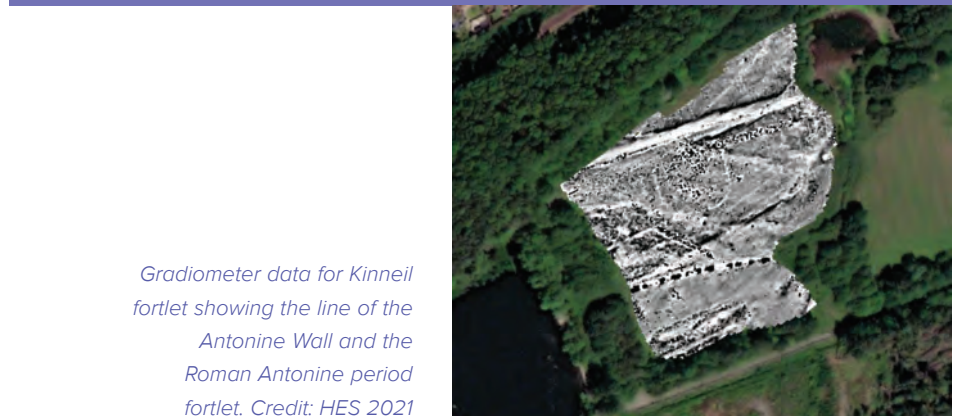 Gradiometer data for Kinneil
fortlet showing the line of the
Antonine Wall and the
Roman Antonine period
fortlet. Credit: HES 2021